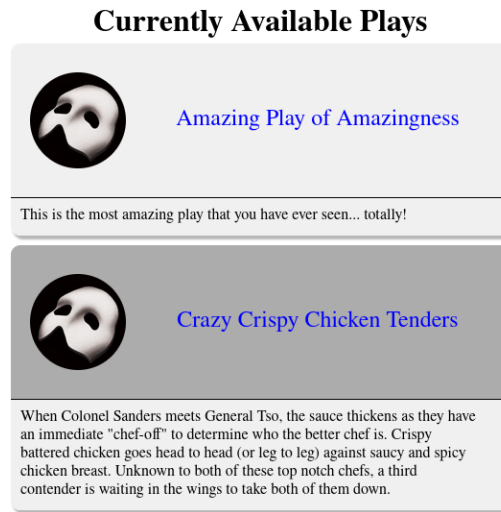 Currently Available Plays
Amazing Play of Amazingness
This is the most amazing play that you have ever seen... totally!
Crazy Crispy Chicken Tenders
When Colonel Sanders meets General Tso, the sauce thickens as they have
an immediate "chef-off" to determine who the better chef is. Crispy
battered chicken goes head to head (or leg to leg) against saucy and spicy
chicken breast. Unknown to both of these top notch chefs, a third
contender is waiting in the wings to take both of them down.